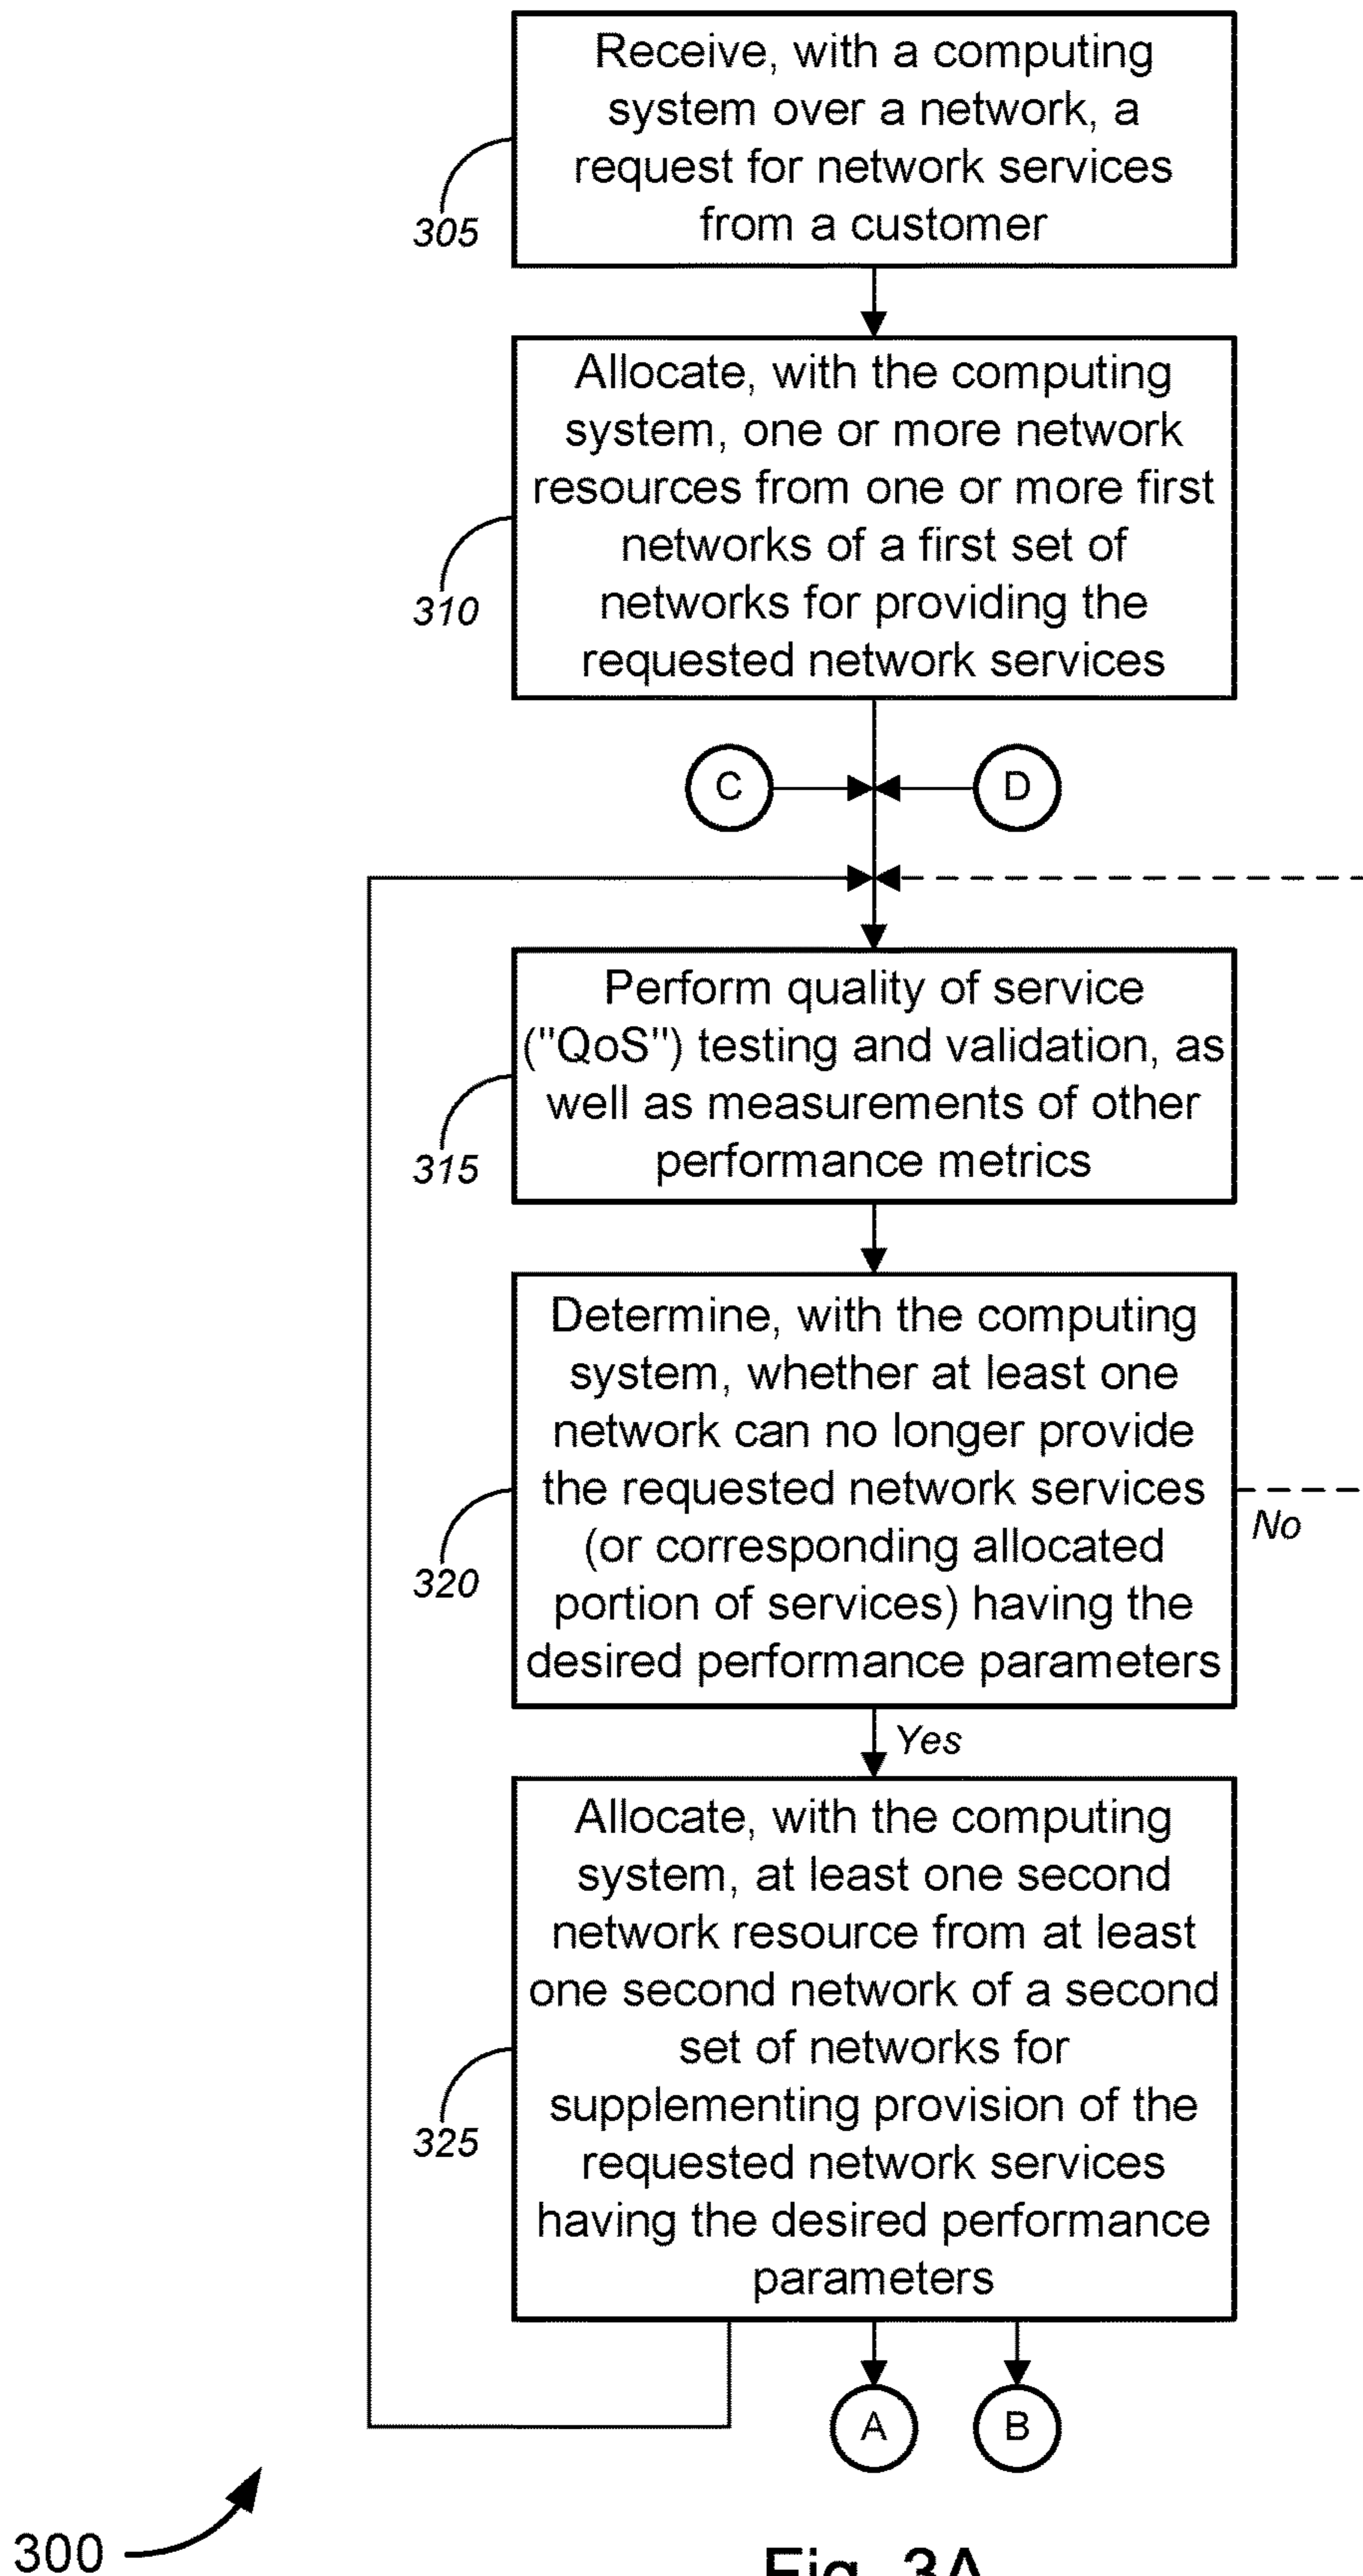 Receive, with a computing
system over a network, a
request for network services
from a customer
305
Allocate, with the computing
system, one or more network
resources from one or more first
networks of a first set of
networks for providing the
requested network services
310
C
D
Perform quality of service
("QoS") testing and validation, as
well as measurements of other
performance metrics
315
Determine, with the computing
system, whether at least one
network can no longer provide
the requested network services
(or corresponding allocated
portion of services) having the
desired performance parameters
320
No
Yes
Allocate, with the computing
system, at least one second
network resource from at least
one second network of a second
set of networks for
supplementing provision of the
requested network services
having the desired performance
parameters
325
A
B
300
Fig. 3A